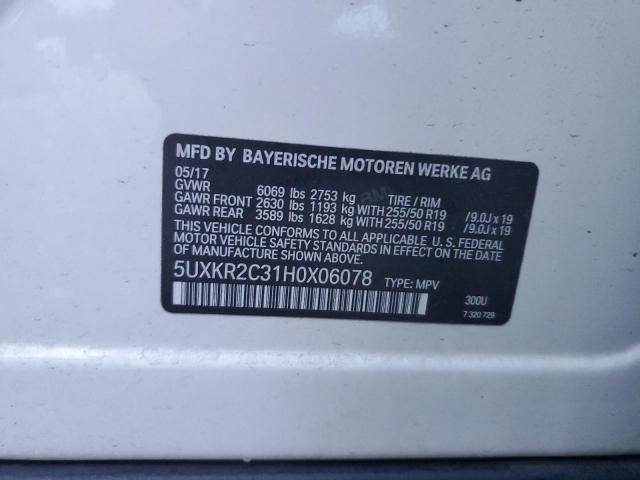 MFD BY BAYERISCHE MOTOREN WERKE AG
05/17
GVWR 6069 lbs 2753 kg TIRE / RIM
GAWR FRONT 2630 lbs 1193 kg WITH 255/50 R19 /9.0J x 19
GAWR REAR 3589 lbs 1628 kg WITH 255/50 R19 /9.0J x 19
THIS VEHICLE CONFORMS TO ALL APPLICABLE U. S. FEDERAL
MOTOR VEHICLE SAFETY STANDARDS IN EFFECT ON THE
DATE OF MANUFACTURE SHOWN ABOVE.
5UXKR2C31H0X06078 TYPE: MPV
300U
7 320 729